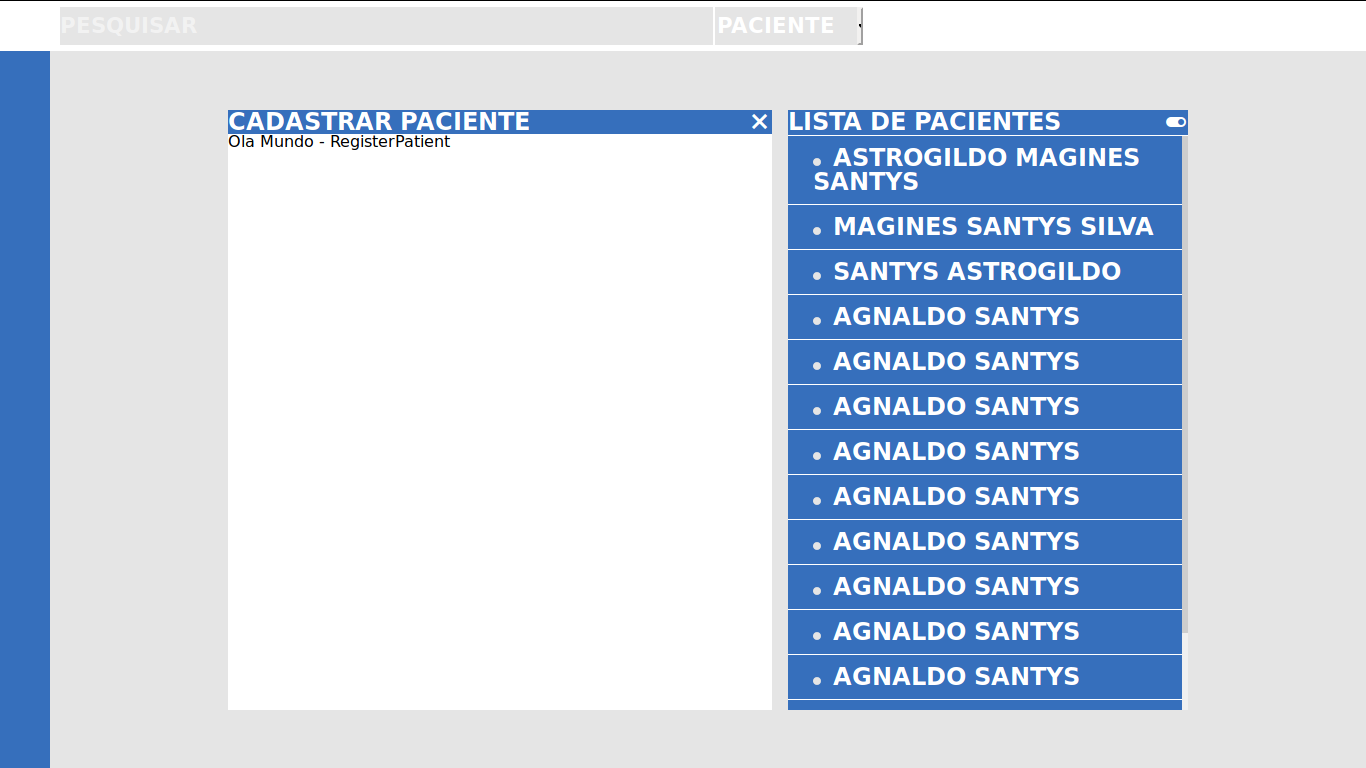 PESQUISAR
PACIENTE
CADASTRAR PACIENTE
Ola Mundo - RegisterPatient
LISTA DE PACIENTES
ASTROGILDO MAGINES
SANTYS
MAGINES SANTYS SILVA
SANTYS ASTROGILDO
AGNALDO SANTYS
AGNALDO SANTYS
AGNALDO SANTYS
AGNALDO SANTYS
AGNALDO SANTYS
AGNALDO SANTYS
AGNALDO SANTYS
AGNALDO SANTYS
AGNALDO SANTYS